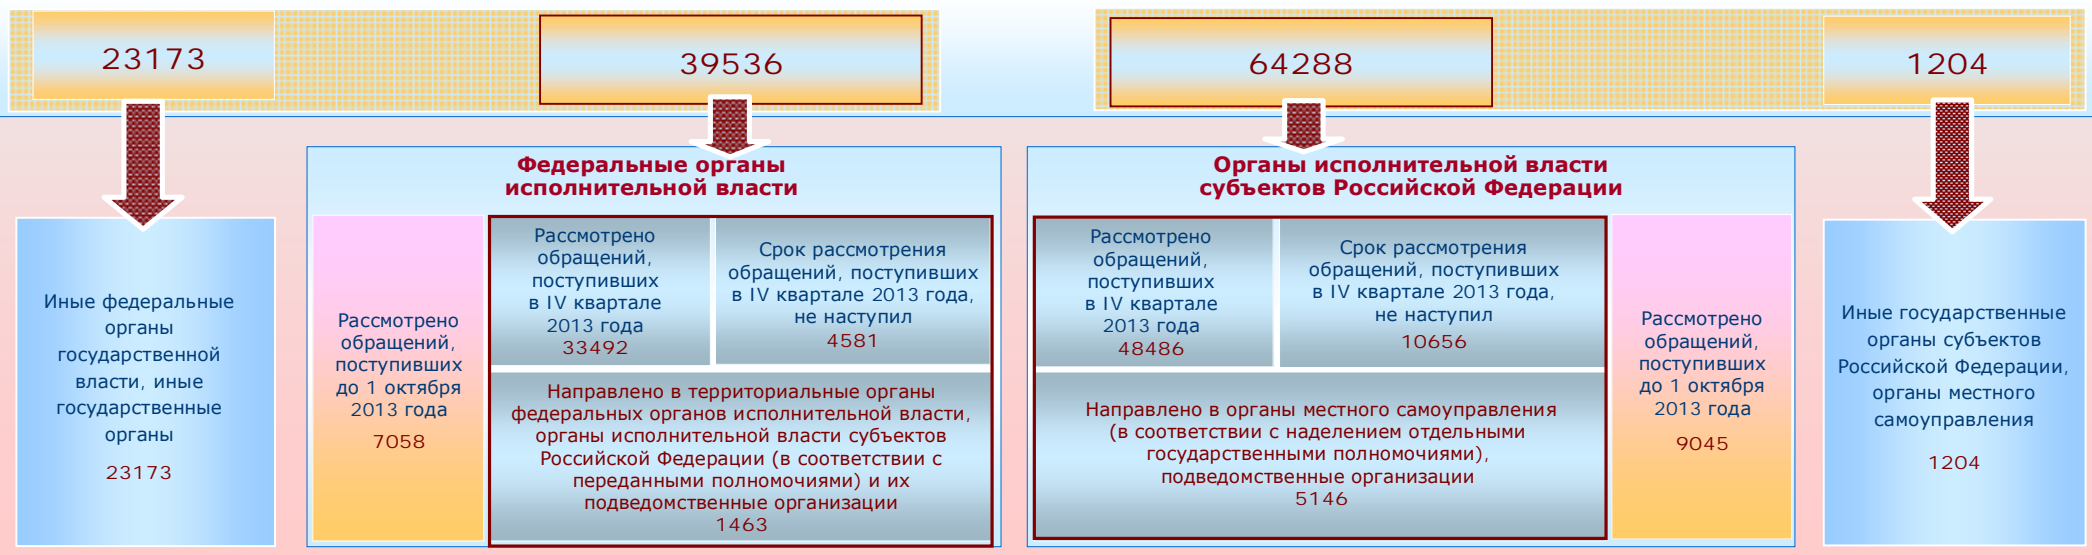 23173
39536
64288
1204
Иные федеральные
органы
государственной
власти, иные
государственные
органы
23173
Федеральные органы
исполнительной власти
Рассмотрено
обращений,
поступивших
до 1 октября
2013 года
7058
Рассмотрено
обращений,
поступивших
в IV квартале
2013 года
33492
Срок рассмотрения
обращений, поступивших
в IV квартале 2013 года,
не наступил
4581
Направлено в территориальные органы
федеральных органов исполнительной власти,
органы исполнительной власти субъектов
Российской Федерации (в соответствии с
переданными полномочиями) и их
подведомственные организации
1463
Органы исполнительной власти
субъектов Российской Федерации
Рассмотрено
обращений,
поступивших
в IV квартале
2013 года
48486
Срок рассмотрения
обращений, поступивших
в IV квартале 2013 года,
не наступил
10656
Направлено в органы местного самоуправления
(в соответствии с наделением отдельными
государственными полномочиями),
подведомственные организации
5146
Рассмотрено
обращений,
поступивших
до 1 октября
2013 года
9045
Иные государственные
органы субъектов
Российской Федерации,
органы местного
самоуправления
1204